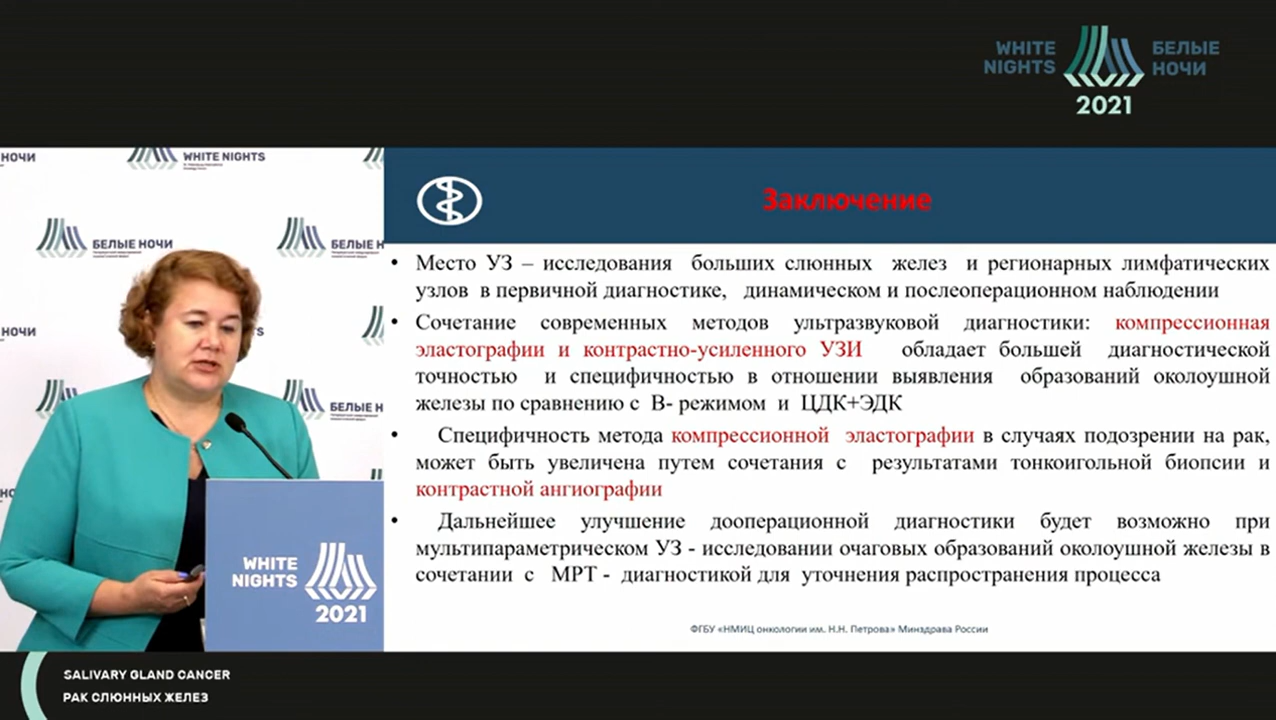 WHITE
NIGHTS
БЕЛЫЕ
НОЧИ
2021
НОЧИ
WHITE NIGHTS
БЕЛЫЕ НОЧИ
БЕЛЫЕ Н
НОЧИ
БЕЛЫЕ Н
WHITE
NIGHTS
2021
Заключение
• Место УЗ – исследования больших слюнных желез и регионарных лимфатических
узлов в первичной диагностике, динамическом и послеоперационном наблюдении
• Сочетание современных методов ультразвуковой диагностики: компрессионная
эластографии и контрастно-усиленного УЗИ обладает большей диагностической
точностью и специфичностью в отношении выявления образований околоушной
железы по сравнению с В- режимом и ЦДК+ЭДК
• Специфичность метода компрессионной эластографии в случаях подозрении на рак,
может быть увеличена путем сочетания с результатами тонкоигольной биопсии и
контрастной ангиографии
• Дальнейшее улучшение дооперационной диагностики будет возможно при
мультипараметрическом УЗ - исследовании очаговых образований околоушной железы в
сочетании с МРТ - диагностикой для уточнения распространения процесса
ФГБУ «НМИЦ онкологии им. Н.Н. Петрова» Минздрава России
SALIVARY GLAND CANCER
РАК СЛЮННЫХ ЖЕЛЕЗ